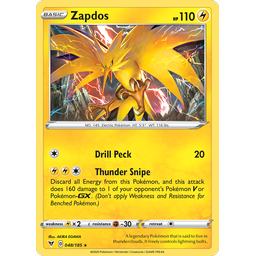 BASIC
Zapdos
HP 110
NO. 145 Electric Pokémon HT: 5'3" WT: 116 lbs.
Drill Peck 20
Thunder Snipe
Discard all Energy from this Pokémon, and this
attack does 160 damage to 1 of your opponent's Pokémon V or
Pokémon-GX. (Don't apply Weakness and Resistance for
Benched Pokémon.)
weakness ×2 resistance -30 retreat
Illus. AKIRA EGAWA
048/185 ★
A legendary Pokémon that is said to live in
thunderclouds. It freely controls lightning bolts.